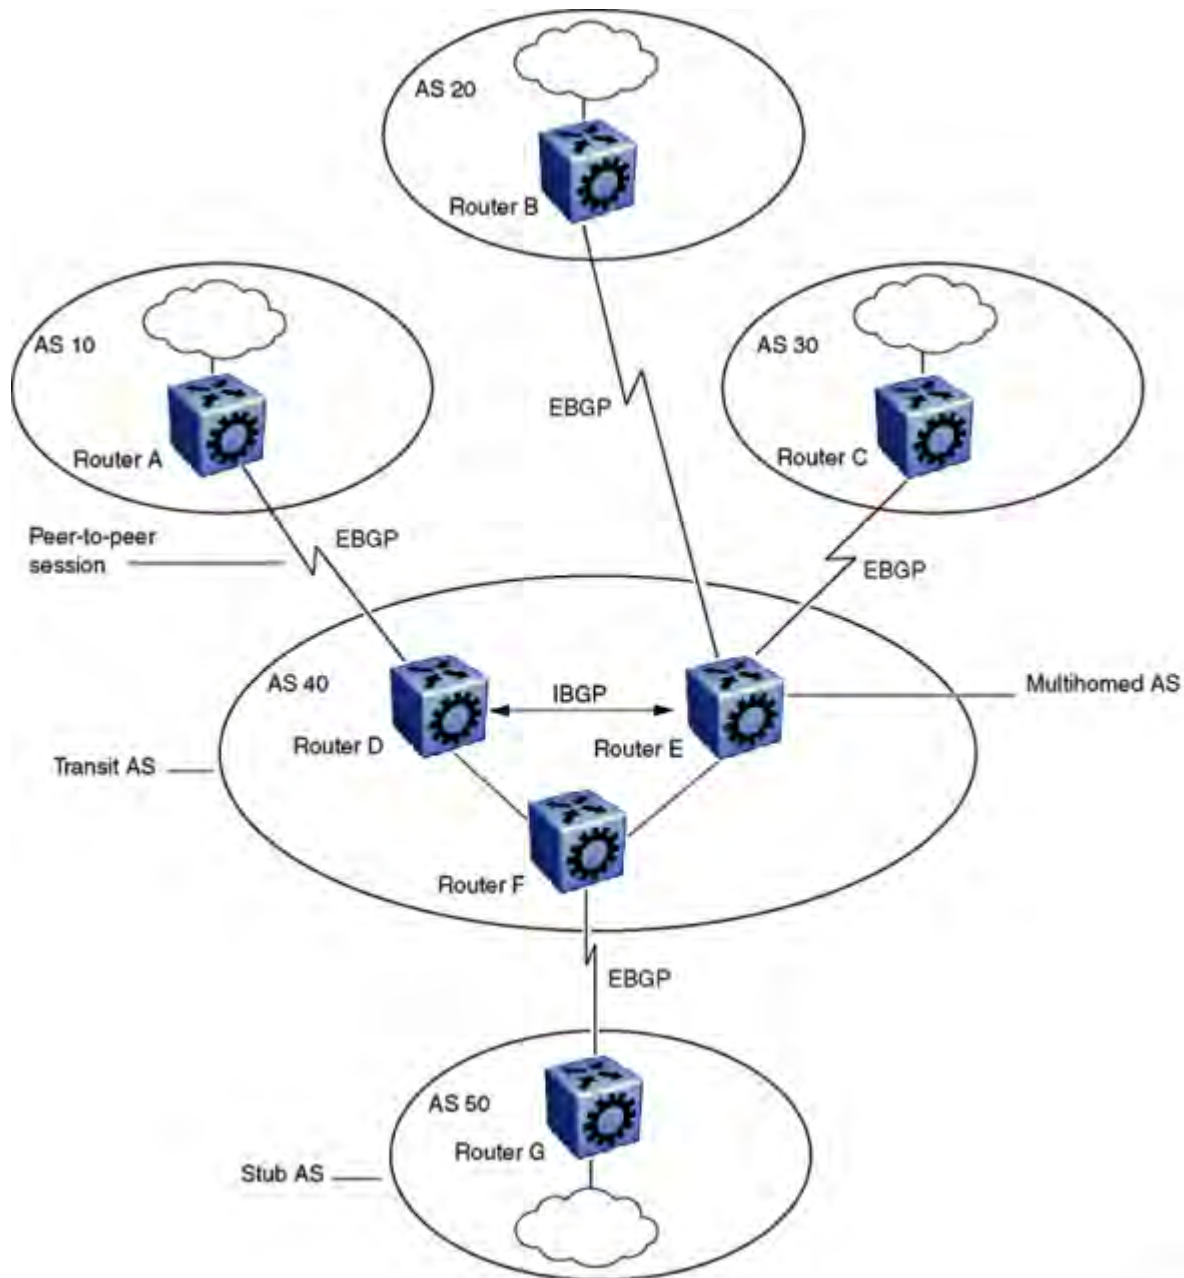 AS 20
Router B
AS 10
Router A
AS 30
Router C
EBGP
Peer-to-peer
session
EBGP
EBGP
AS 40
IBGP
Router D
Router E
Multihomed AS
Transit AS
Router F
EBGP
AS 50
Router G
Stub AS